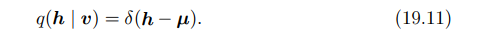 q(h | v) = δ(h − μ). (19.11)